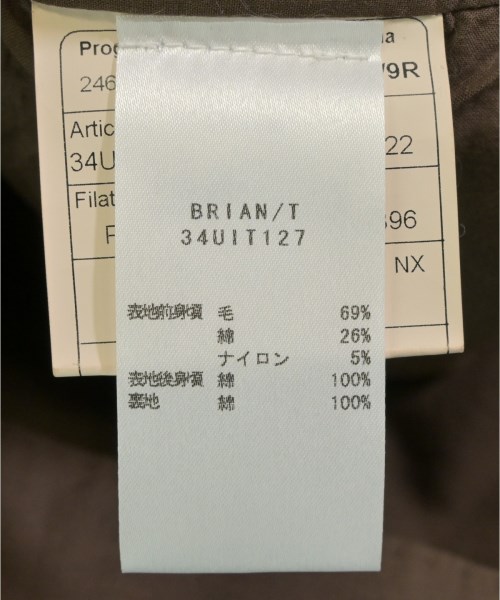 Prog
246
/9R
Artic
34U
22
Filat
396
NX
BRIAN/T
34UIT127
表地前身頃 毛 69%
綿 26%
ナイロン 5%
表地後身頃 綿 100%
裏地 綿 100%